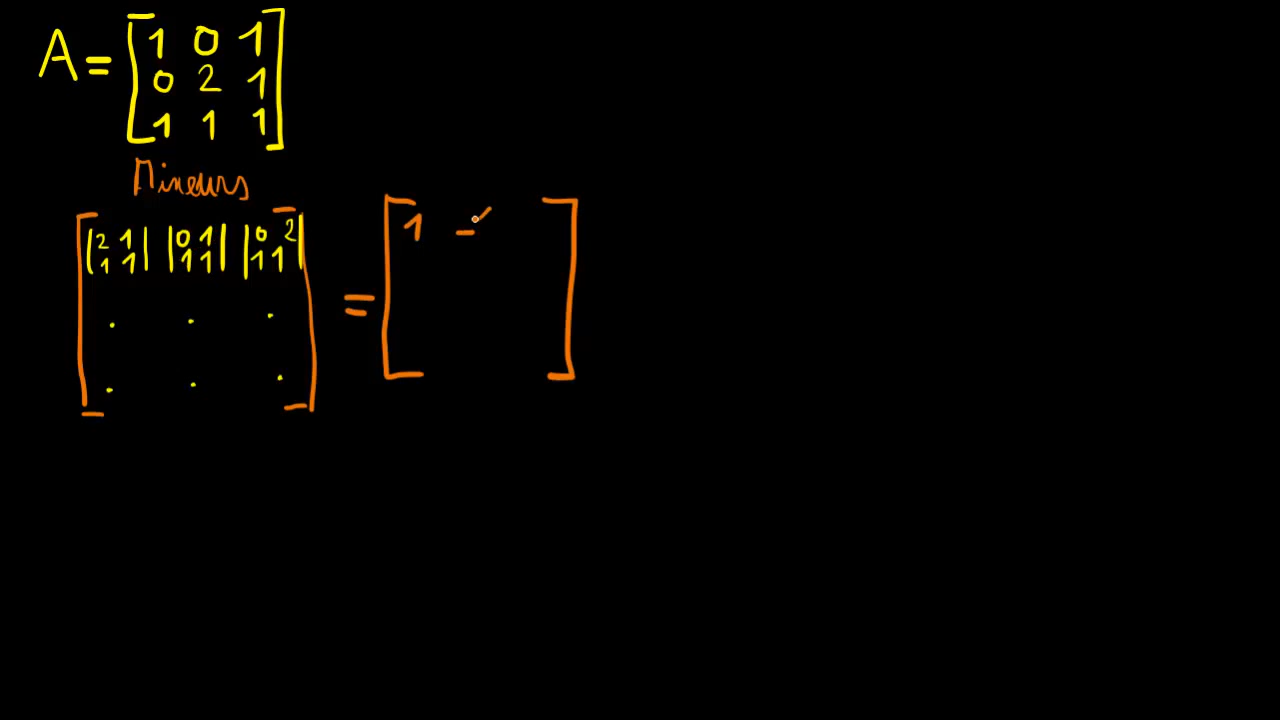 A = [1 0 1
0 2 1
1 1 1]
Mineurs
[|2 1| |0 1| |0 2| = [1 -1
|1 1| |1 1| |1 1|
. . .
. . .] ]